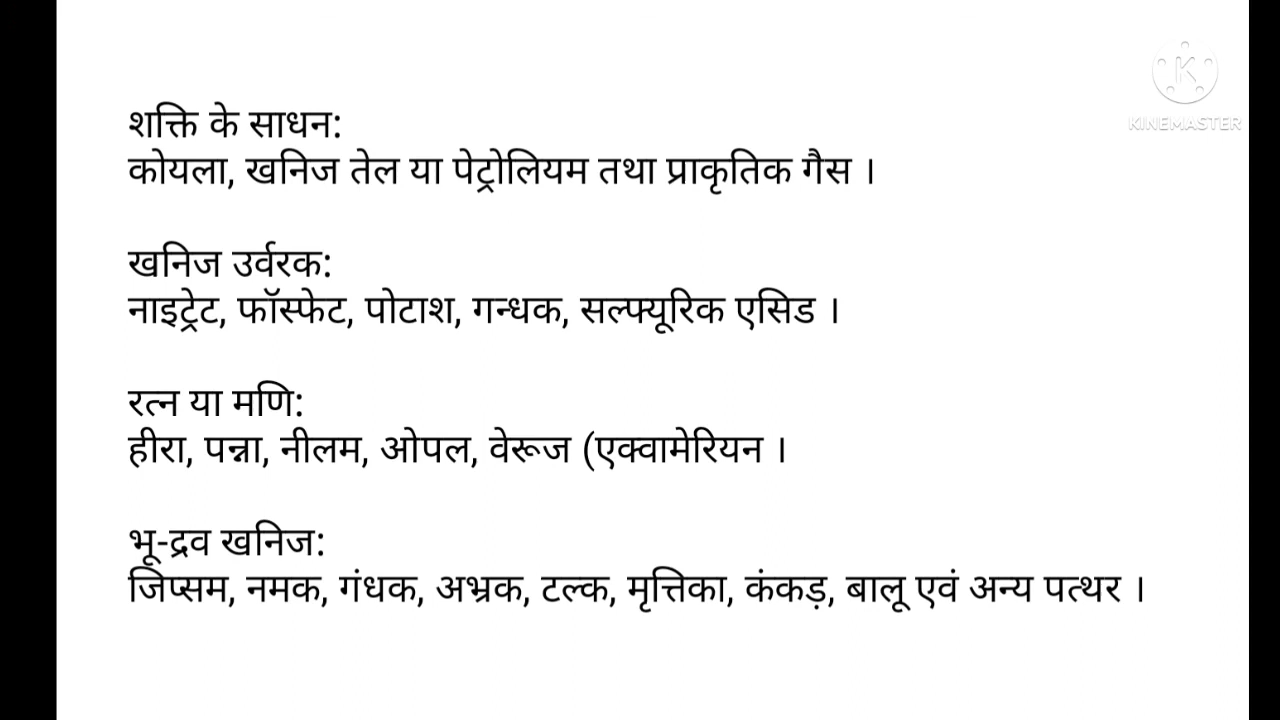 शक्ति के साधन:
कोयला, खनिज तेल या पेट्रोलियम तथा प्राकृतिक गैस ।
खनिज उर्वरक:
नाइट्रेट, फॉस्फेट, पोटाश, गन्धक, सल्फ्यूरिक एसिड ।
रत्न या मणि:
हीरा, पन्ना, नीलम, ओपल, वेरूज (एक्वामेरियन ।
भू-द्रव खनिज:
जिप्सम, नमक, गंधक, अभ्रक, टल्क, मृत्तिका, कंकड़, बालू एवं अन्य पत्थर ।
K
KINEMASTER